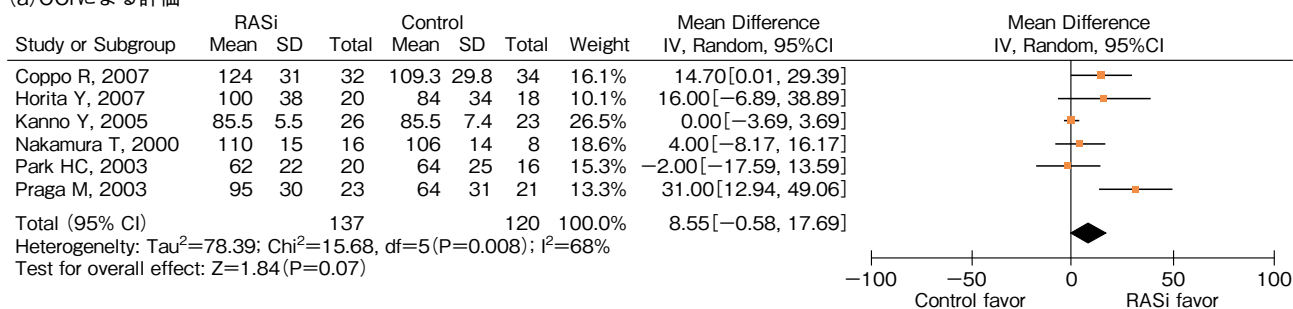 RASi Control Mean Difference Mean Difference
Study or Subgroup Mean SD Total Mean SD Total Weight IV, Random, 95%CI IV, Random, 95%CI
Coppo R, 2007 124 31 32 109.3 29.8 34 16.1% 14.70[0.01, 29.39]
Horita Y, 2007 100 38 20 84 34 18 10.1% 16.00[−6.89, 38.89]
Kanno Y, 2005 85.5 5.5 26 85.5 7.4 23 26.5% 0.00[−3.69, 3.69]
Nakamura T, 2000 110 15 16 106 14 8 18.6% 4.00[−8.17, 16.17]
Park HC, 2003 62 22 20 64 25 16 15.3% −2.00[−17.59, 13.59]
Praga M, 2003 95 30 23 64 31 21 13.3% 31.00[12.94, 49.06]
Total (95% CI) 137 120 100.0% 8.55[−0.58, 17.69]
Heterogenelty: Tau²=78.39; Chi²=15.68, df=5(P=0.008); I²=68%
Test for overall effect: Z=1.84(P=0.07)
−100 −50 0 50 100
Control favor RASi favor